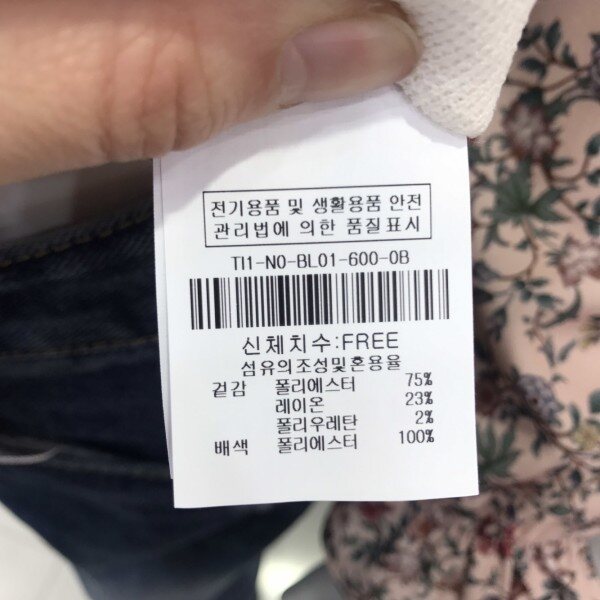 전기용품 및 생활용품 안전
관리법에 의한 품질표시
TI1-NO-BL01-600-0B
신체치수:FREE
섬유의조성및혼용율
겉감 폴리에스터 75%
레이온 23%
폴리우레탄 2%
배색 폴리에스터 100%